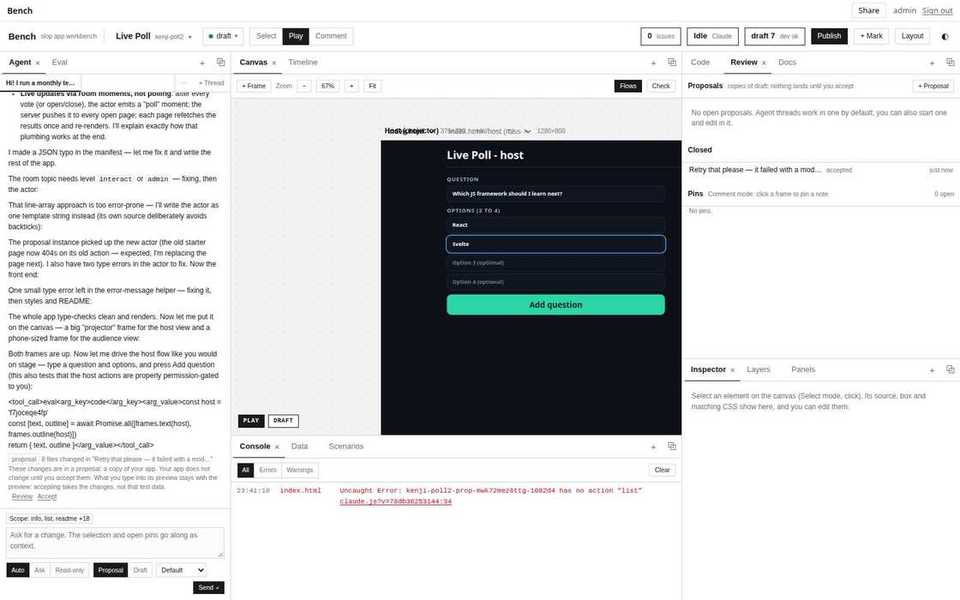 Bench
Share
admin
Sign out
Bench
slop app workbench
Live Poll
kenji-poll2
draft
Select
Play
Comment
0 issues
Idle Claude
draft 7 dev ok
Publish
+ Mark
Layout
Agent ×
Eval
Hi! I run a monthly te...
+ Thread
Live updates via room moments, not polling: after every
vote (or open/close), the actor emits a "poll" moment; the
server pushes it to every open page; each page refetches the
results once and re-renders. I'll explain exactly how that
plumbing works at the end.
I made a JSON typo in the manifest — let me fix it and write the
rest of the app.
The room topic needs level interact or admin — fixing, then
the actor:
That line-array approach is too error-prone — I'll write the actor as
one template string instead (its own source deliberately avoids
backticks):
The proposal instance picked up the new actor (the old starter
page now 404s on its old action — expected, I'm replacing the
page next). I also have two type errors in the actor to fix. Now the
front end:
One small type error left in the error-message helper — fixing it,
then styles and README:
The whole app type-checks clean and renders. Now let me put it
on the canvas — a big "projector" frame for the host view and a
phone-sized frame for the audience view:
Both frames are up. Now let me drive the host flow like you would
on stage — type a question and options, and press Add question
(this also tests that the host actions are properly permission-gated
to you):
<tool_call>eval<arg_key>code</arg_key><arg_value>const host =
'f7joceqe4fp'
const [text, outline] = await Promise.all([frames.text(host),
frames.outline(host)])
return { text, outline }</arg_value></tool_call>
proposal 8 files changed in "Retry that please — it failed with a mod..."
These changes are in a proposal: a copy of your app. Your app does not
change until you accept them. What you type into its preview stays with the
preview: accepting takes the changes, not that test data.
Review Accept
Scope: info, list, readme +18
Ask for a change. The selection and open pins go along as
context.
Auto
Ask
Read-only
Proposal
Draft
Default
Send
Canvas ×
Timeline
+ Frame
Zoom
−
67%
+
Fit
Flows
Check
Host (projector)
1280×800
Live Poll - host
QUESTION
Which JS framework should I learn next?
OPTIONS (2 TO 4)
React
Svelte
Option 3 (optional)
Option 4 (optional)
Add question
PLAY
DRAFT
Console ×
Data
Scenarios
All
Errors
Warnings
Clear
23:41:10 index.html Uncaught Error: kenji-poll2-prop-mwk72mez6ttg-1082d4 has no action "list"
claude.js?v=78db36253144:34
Code
Review ×
Docs
Proposals copies of draft; nothing lands until you accept
+ Proposal
No open proposals. Agent threads work in one by default; you can also start one
and edit in it.
Closed
Retry that please — it failed with a mod... accepted
just now
Pins Comment mode: click a frame to pin a note
0 open
No pins.
Inspector ×
Layers
Panels
Select an element on the canvas (Select mode, click). Its source, box and
matching CSS show here, and you can edit them.